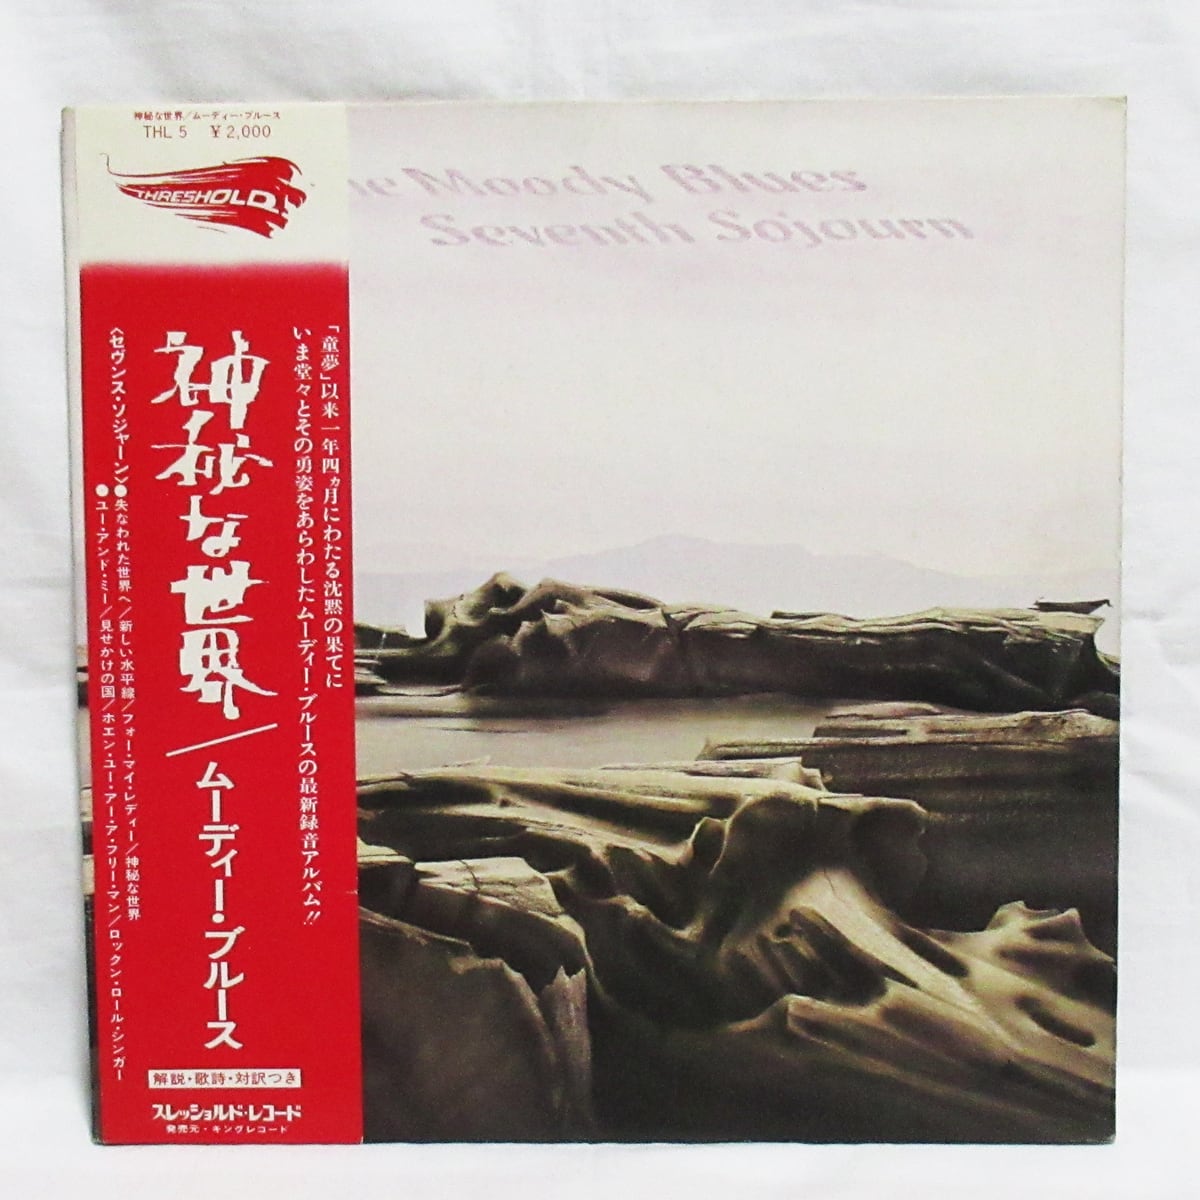 神秘な世界/ムーディー・ブルース
THL 5 ¥2,000
THRESHOLD
The Moody Blues
Seventh Sojourn
「童夢」以来一年四ヵ月にわたる沈黙の果てに
いま堂々とその勇姿をあらわしたムーディー・ブルースの最新録音アルバム!!
神秘な世界/ムーディー・ブルース
〈セヴンス・ソジャーン〉●失なわれた世界へ/新しい水平線/フォー・マイ・レディー/神秘な世界
●ユー・アンド・ミー/見せかけの国/ホエン・ユー・アー・ア・フリー・マン/ロックン・ロール・シンガー
解説・歌詩・対訳つき
スレッショルド・レコード
発売元・キングレコード